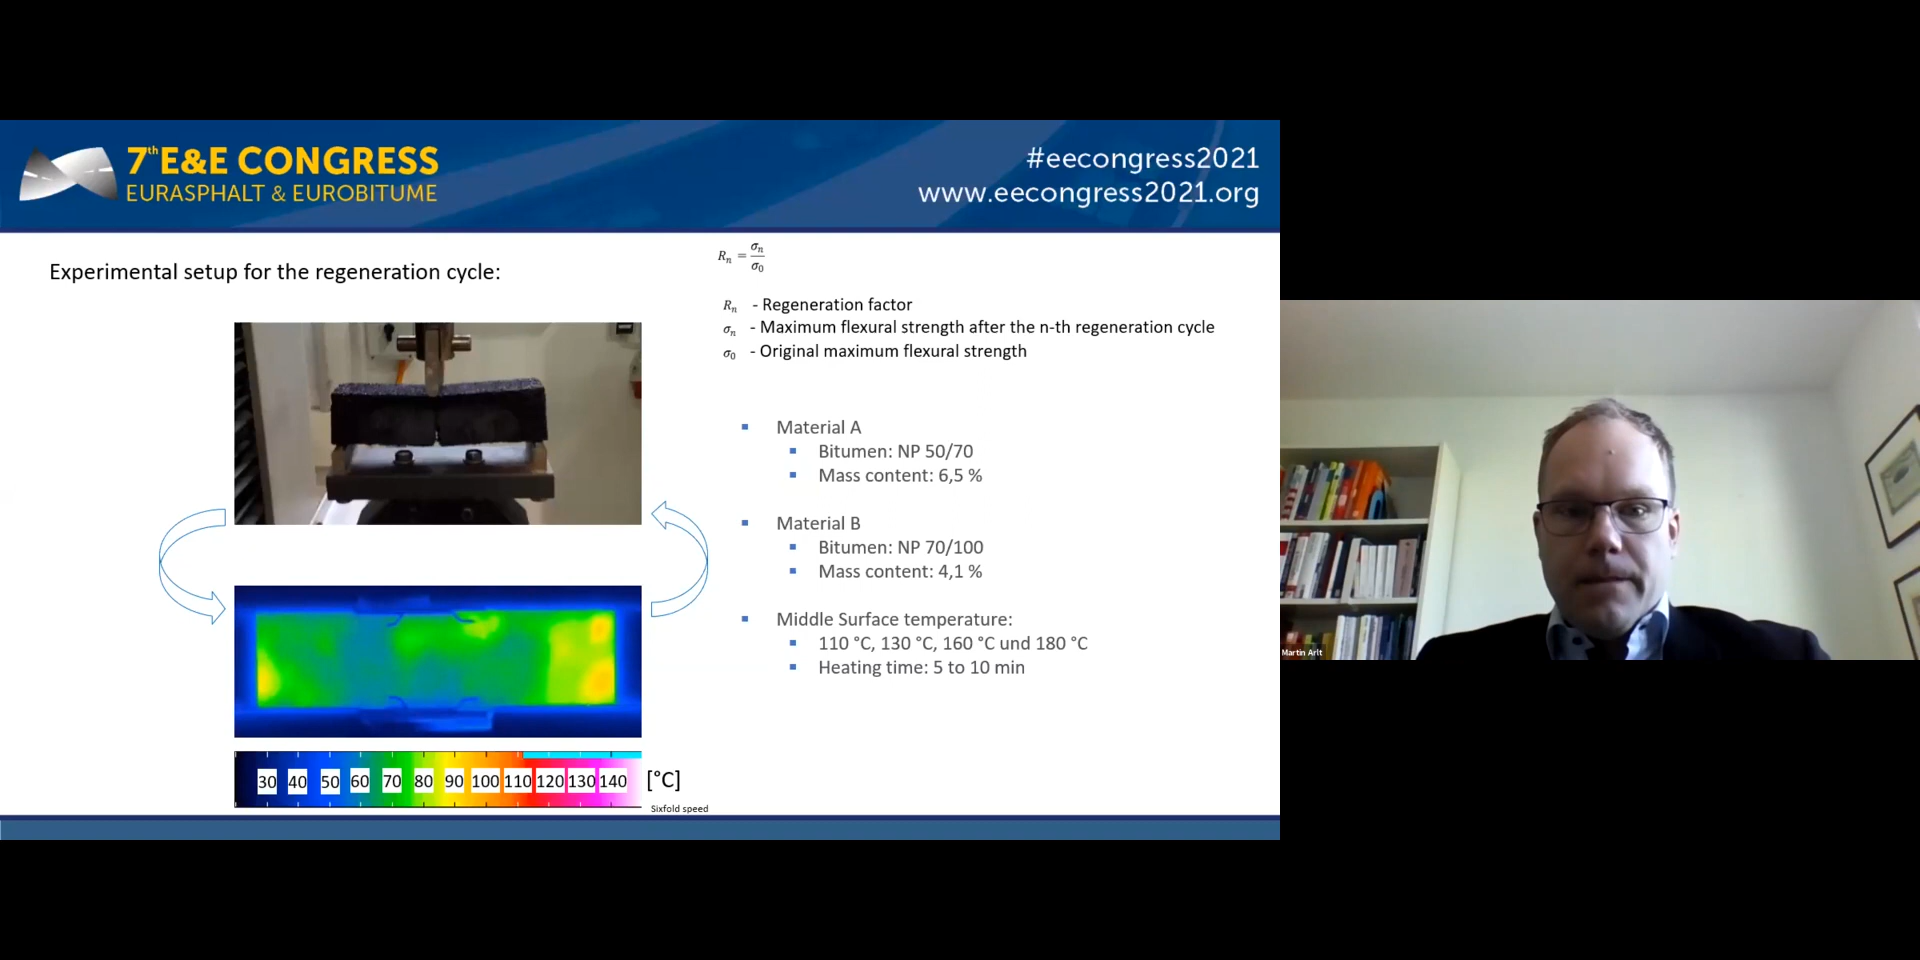 7th E&E CONGRESS
EURASPHALT & EUROBITUME
#eecongress2021
www.eecongress2021.org
Experimental setup for the regeneration cycle:
Rn = σn / σ0
Rn - Regeneration factor
σn - Maximum flexural strength after the n-th regeneration cycle
σ0 - Original maximum flexural strength
▪ Material A
▪ Bitumen: NP 50/70
▪ Mass content: 6,5 %
▪ Material B
▪ Bitumen: NP 70/100
▪ Mass content: 4,1 %
▪ Middle Surface temperature:
▪ 110 °C, 130 °C, 160 °C und 180 °C
▪ Heating time: 5 to 10 min
30 40 50 60 70 80 90 100 110 120 130 140 [°C]
Sixfold speed
Martin Arlt